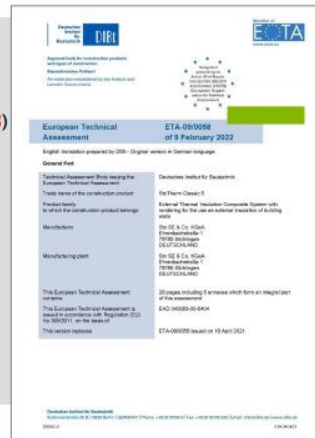 Deutsches
Institut
für
Bautechnik
DIBt
Member of
EOTA
www.eota.eu
Approval body for construction products
and types of construction
Bautechnisches Prüfamt
An institution established by the Federal and
Laender Governments
European Technical
Assessment
ETA-09/0058
of 9 February 2022
English translation prepared by DIBt - Original version in German language
General Part
Technical Assessment Body issuing the
European Technical Assessment:
Deutsches Institut für Bautechnik
Trade name of the construction product
StoTherm Classic 5
Product family
to which the construction product belongs
External Thermal Insulation Composite System with
rendering for the use as external insulation of building
walls
Manufacturer
Sto SE & Co. KGaA
Ehrenbachstraße 1
79780 Stühlingen
DEUTSCHLAND
Manufacturing plant
Sto SE & Co. KGaA
Ehrenbachstraße 1
79780 Stühlingen
DEUTSCHLAND
This European Technical Assessment
contains
20 pages including 5 annexes which form an integral part
of this assessment
This European Technical Assessment is
issued in accordance with Regulation (EU)
No 305/2011, on the basis of
EAD 040083-00-0404
This version replaces
ETA-09/0058 issued on 19 April 2021
Deutsches Institut für Bautechnik